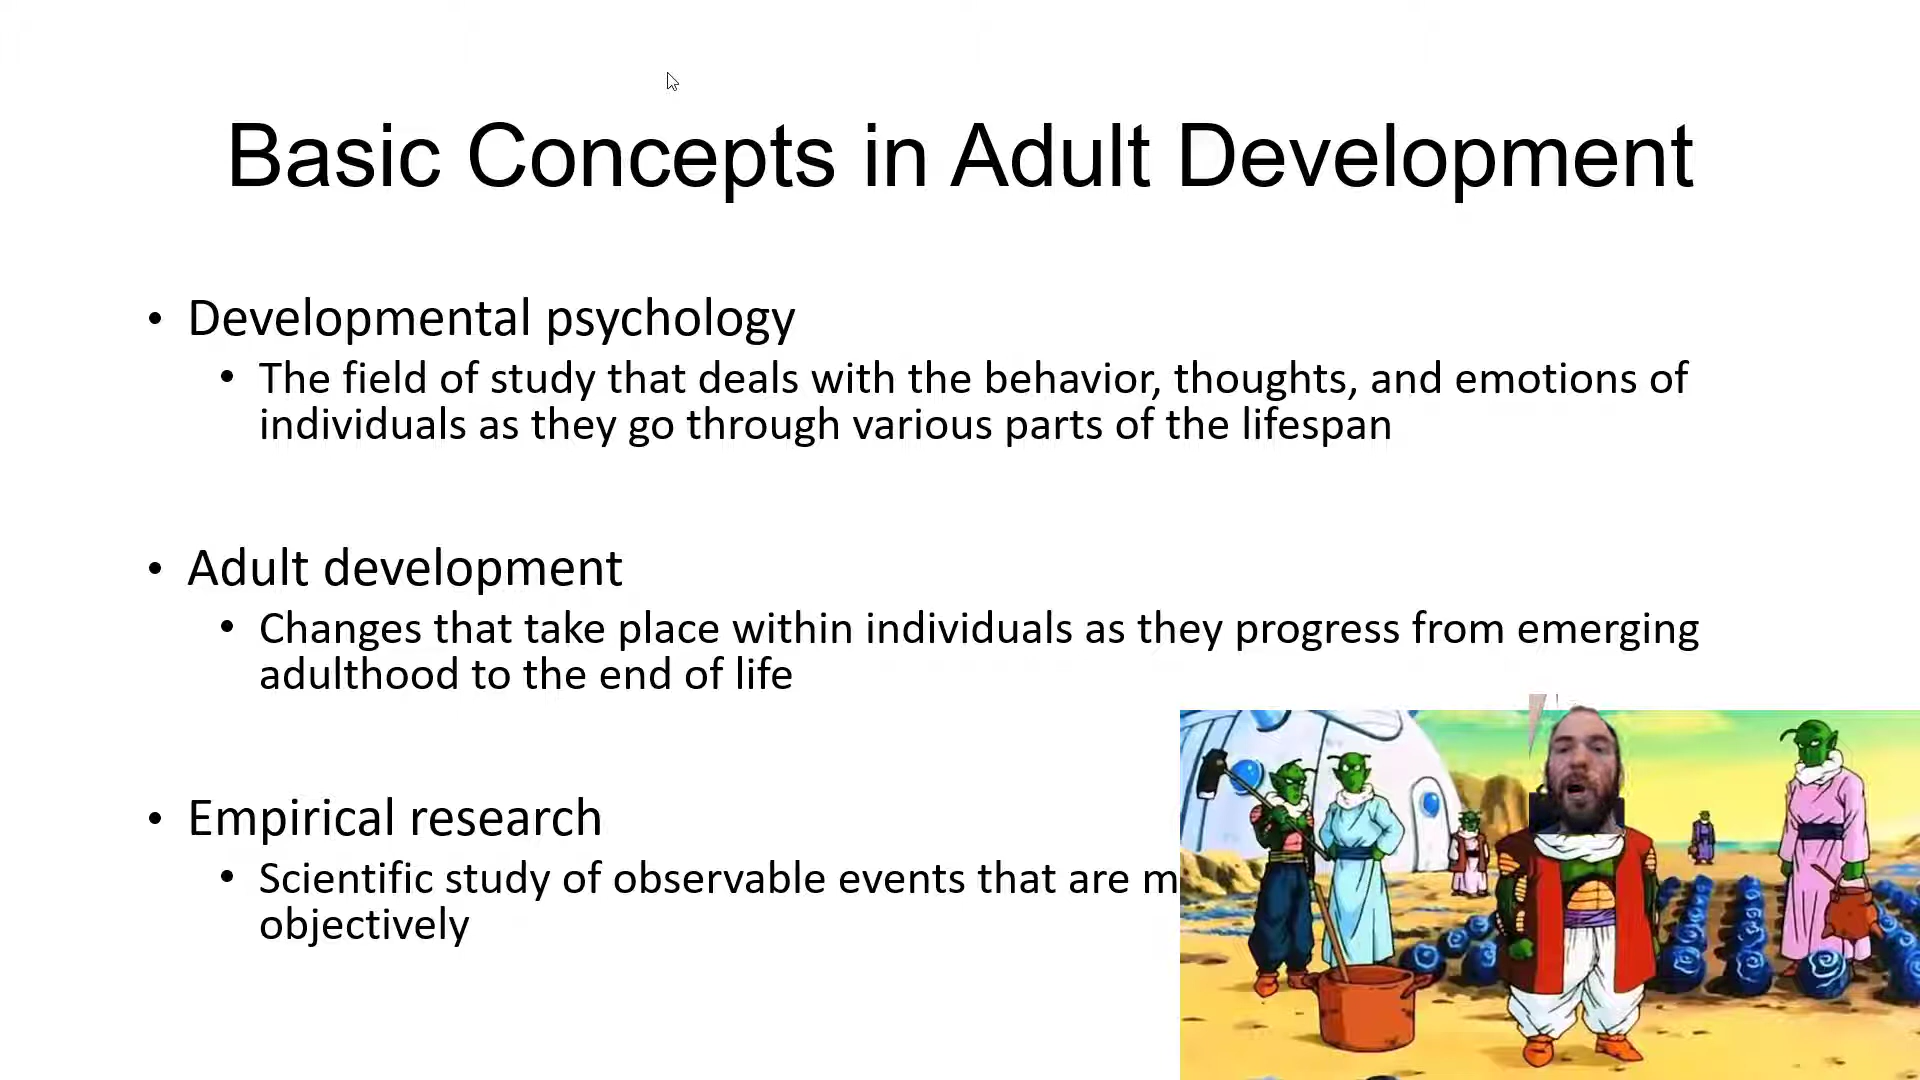 Basic Concepts in Adult Development
• Developmental psychology
• The field of study that deals with the behavior, thoughts, and emotions of
individuals as they go through various parts of the lifespan
• Adult development
• Changes that take place within individuals as they progress from emerging
adulthood to the end of life
• Empirical research
• Scientific study of observable events that are
objectively